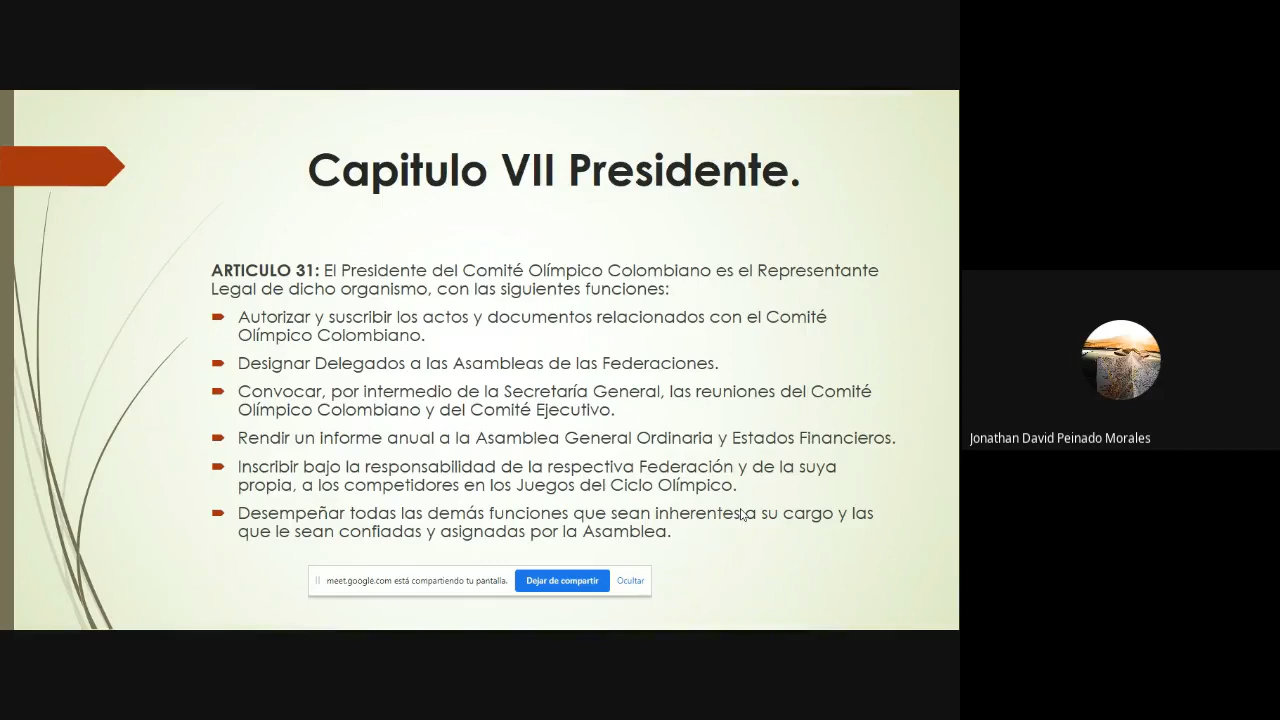 Capitulo VII Presidente.
ARTICULO 31: El Presidente del Comité Olímpico Colombiano es el Representante
Legal de dicho organismo, con las siguientes funciones:
Autorizar y suscribir los actos y documentos relacionados con el Comité
Olímpico Colombiano.
Designar Delegados a las Asambleas de las Federaciones.
Convocar, por intermedio de la Secretaría General, las reuniones del Comité
Olímpico Colombiano y del Comité Ejecutivo.
Rendir un informe anual a la Asamblea General Ordinaria y Estados Financieros.
Inscribir bajo la responsabilidad de la respectiva Federación y de la suya
propia, a los competidores en los Juegos del Ciclo Olímpico.
Desempeñar todas las demás funciones que sean inherentes a su cargo y las
que le sean confiadas y asignadas por la Asamblea.
meet.google.com está compartiendo tu pantalla. Dejar de compartir Ocultar
Jonathan David Peinado Morales